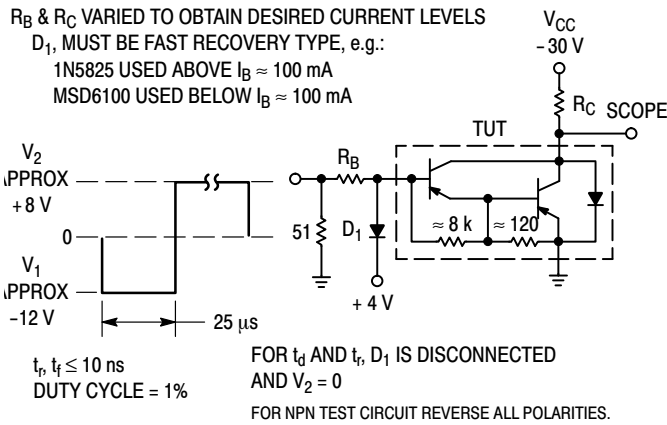 R_B & R_C VARIED TO OBTAIN DESIRED CURRENT LEVELS
D_1, MUST BE FAST RECOVERY TYPE, e.g.:
1N5825 USED ABOVE I_B ≈ 100 mA
MSD6100 USED BELOW I_B ≈ 100 mA
V_CC
- 30 V
R_C
SCOPE
TUT
V_2
APPROX
+ 8 V
0
V_1
APPROX
-12 V
25 μs
R_B
51
D_1
+ 4 V
≈ 8 k
≈ 120
t_r, t_f ≤ 10 ns
DUTY CYCLE = 1%
FOR t_d AND t_r, D_1 IS DISCONNECTED
AND V_2 = 0
FOR NPN TEST CIRCUIT REVERSE ALL POLARITIES.